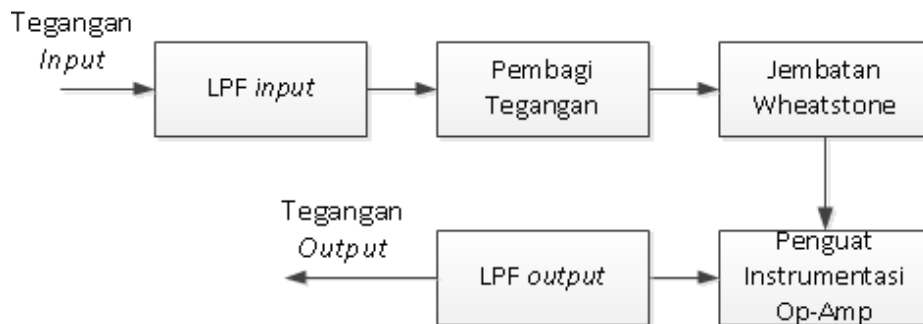 Tegangan
Input
LPF input
Pembagi
Tegangan
Jembatan
Wheatstone
Tegangan
Output
LPF output
Penguat
Instrumentasi
Op-Amp